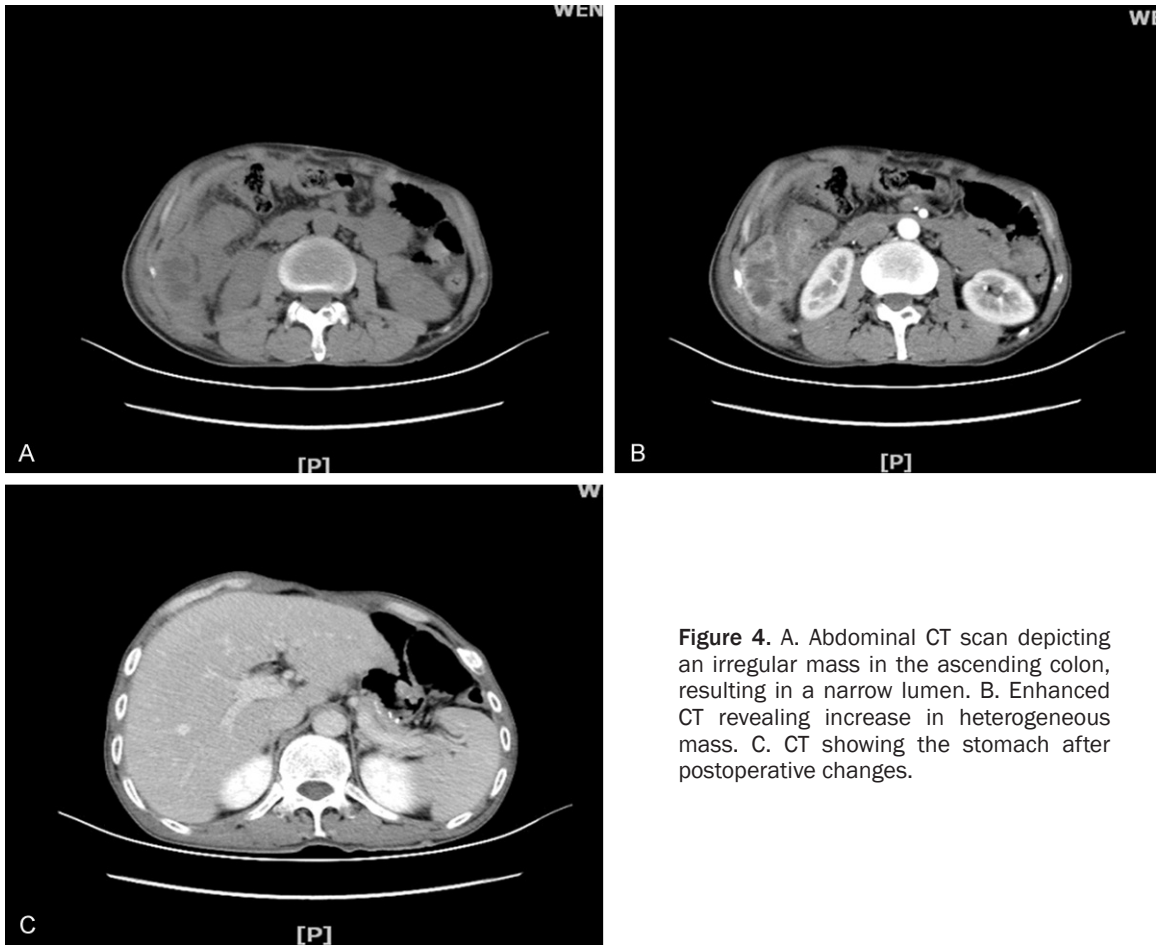 WEN
WE
A
[P]
B
[P]
W
Figure 4. A. Abdominal CT scan depicting
an irregular mass in the ascending colon,
resulting in a narrow lumen. B. Enhanced
CT revealing increase in heterogeneous
mass. C. CT showing the stomach after
postoperative changes.
C
[P]